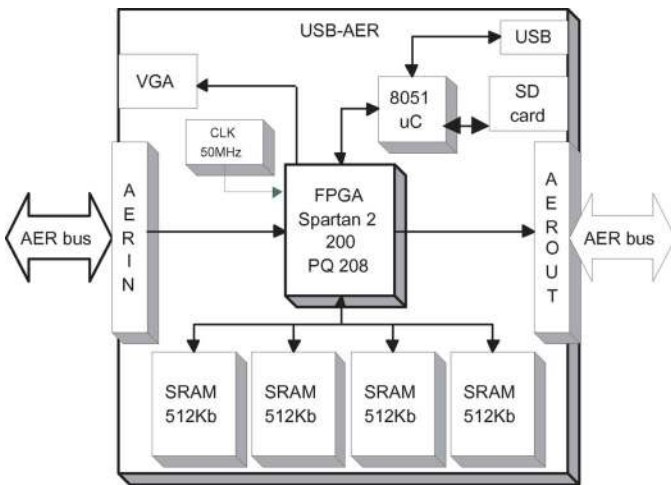 USB-AER
USB
VGA
8051
uC
SD
card
CLK
50MHz
A
E
R
I
N
FPGA
Spartan 2
200
PQ 208
A
E
R
O
U
T
AER bus
AER bus
SRAM
512Kb
SRAM
512Kb
SRAM
512Kb
SRAM
512Kb